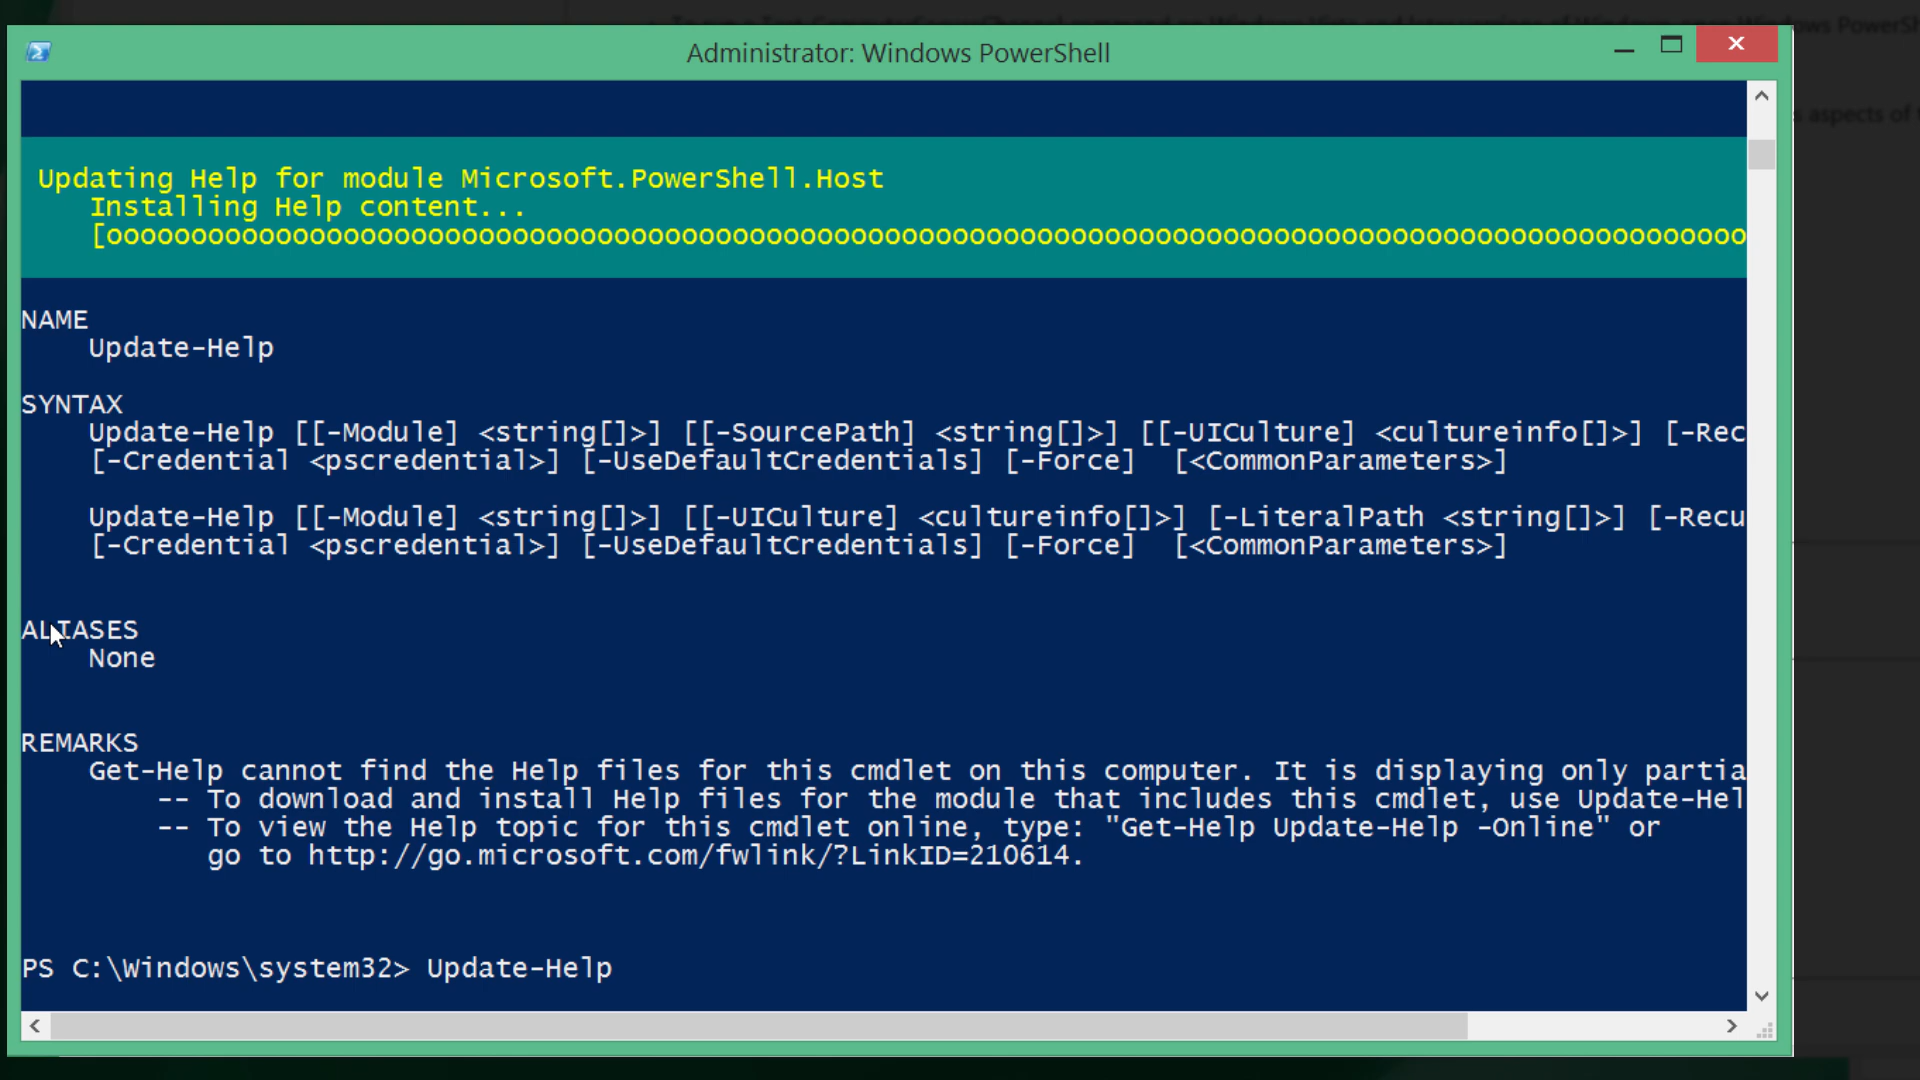 Administrator: Windows PowerShell
Updating Help for module Microsoft.PowerShell.Host
Installing Help content...
[ooooooooooooooooooooooooooooooooooooooooooooooooooooooooooooooooooooooooooooooooooooooooooooooooo
NAME
Update-Help
SYNTAX
Update-Help [[-Module] <string[]>] [[-SourcePath] <string[]>] [[-UICulture] <cultureinfo[]>] [-Rec
[-Credential <pscredential>] [-UseDefaultCredentials] [-Force]  [<CommonParameters>]
Update-Help [[-Module] <string[]>] [[-UICulture] <cultureinfo[]>] [-LiteralPath <string[]>] [-Recu
[-Credential <pscredential>] [-UseDefaultCredentials] [-Force]  [<CommonParameters>]
ALIASES
None
REMARKS
Get-Help cannot find the Help files for this cmdlet on this computer. It is displaying only partia
-- To download and install Help files for the module that includes this cmdlet, use Update-Hel
-- To view the Help topic for this cmdlet online, type: "Get-Help Update-Help -Online" or
go to http://go.microsoft.com/fwlink/?LinkID=210614.
PS C:\Windows\system32> Update-Help
aspects of